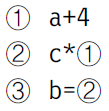 ① a+4
② c*①
③ b=②